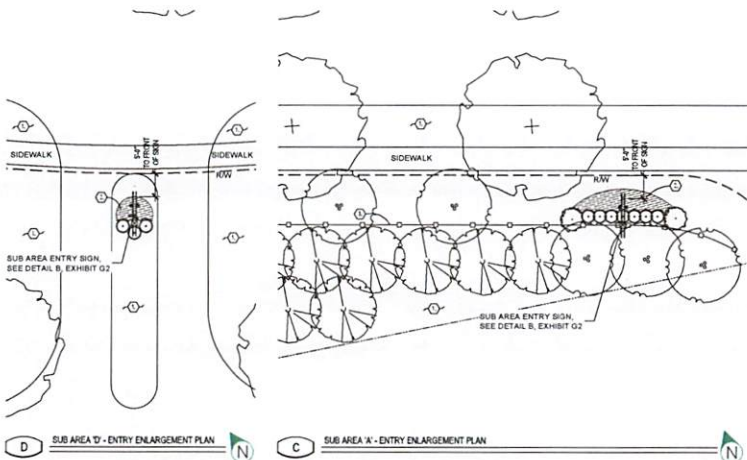 SIDEWALK
SIDEWALK
5'-0"
TO FRONT
OF SIGN
R/W
SUB AREA ENTRY SIGN,
SEE DETAIL B, EXHIBIT G2
D
SUB AREA 'D' - ENTRY ENLARGEMENT PLAN
N
SIDEWALK
5'-0"
TO FRONT
OF SIGN
R/W
SUB AREA ENTRY SIGN,
SEE DETAIL B, EXHIBIT G2
C
SUB AREA 'A' - ENTRY ENLARGEMENT PLAN
N